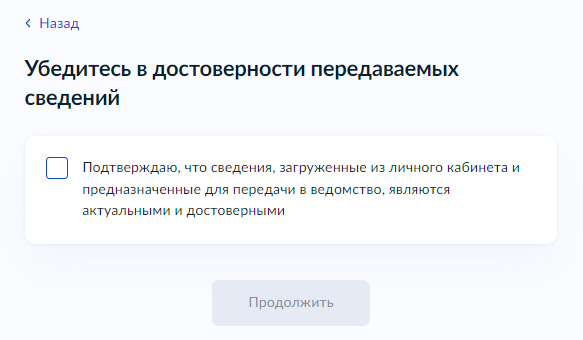 Назад
Убедитесь в достоверности передаваемых
сведений
Подтверждаю, что сведения, загруженные из личного кабинета и
предназначенные для передачи в ведомство, являются
актуальными и достоверными
Продолжить